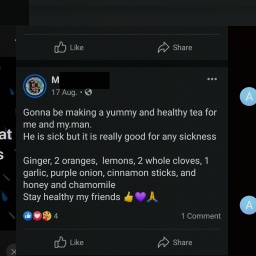 Like Share
M
17 Aug. •
Gonna be making a yummy and healthy tea for
me and my.man.
He is sick but it is really good for any sickness
Ginger, 2 oranges,  lemons, 2 whole cloves, 1
garlic, purple onion, cinnamon sticks, and
honey and chamomile
Stay healthy my friends 👍💜🙏
4 1 Comment
Like Share
at
s
A
A